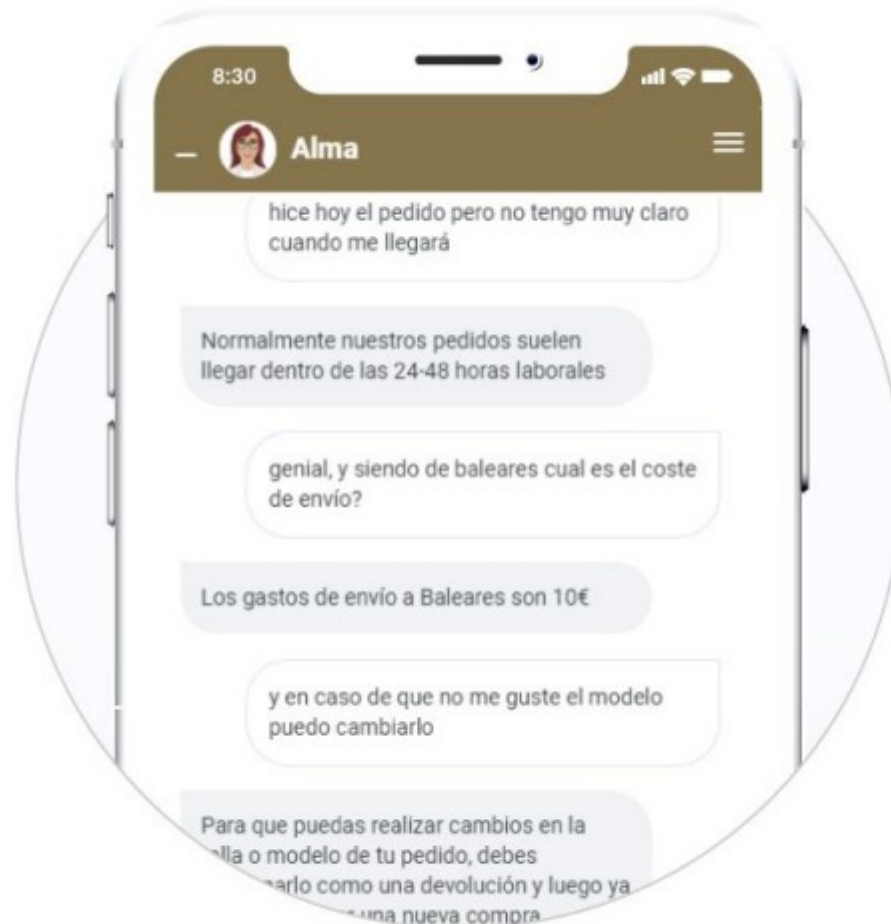 8:30
Alma
hice hoy el pedido pero no tengo muy claro
cuando me llegará
Normalmente nuestros pedidos suelen
llegar dentro de las 24-48 horas laborales
genial, y siendo de baleares cual es el coste
de envío?
Los gastos de envío a Baleares son 10€
y en caso de que no me guste el modelo
puedo cambiarlo
Para que puedas realizar cambios en la
o modelo de tu pedido, debes
como una devolución y luego ya
una nueva compra